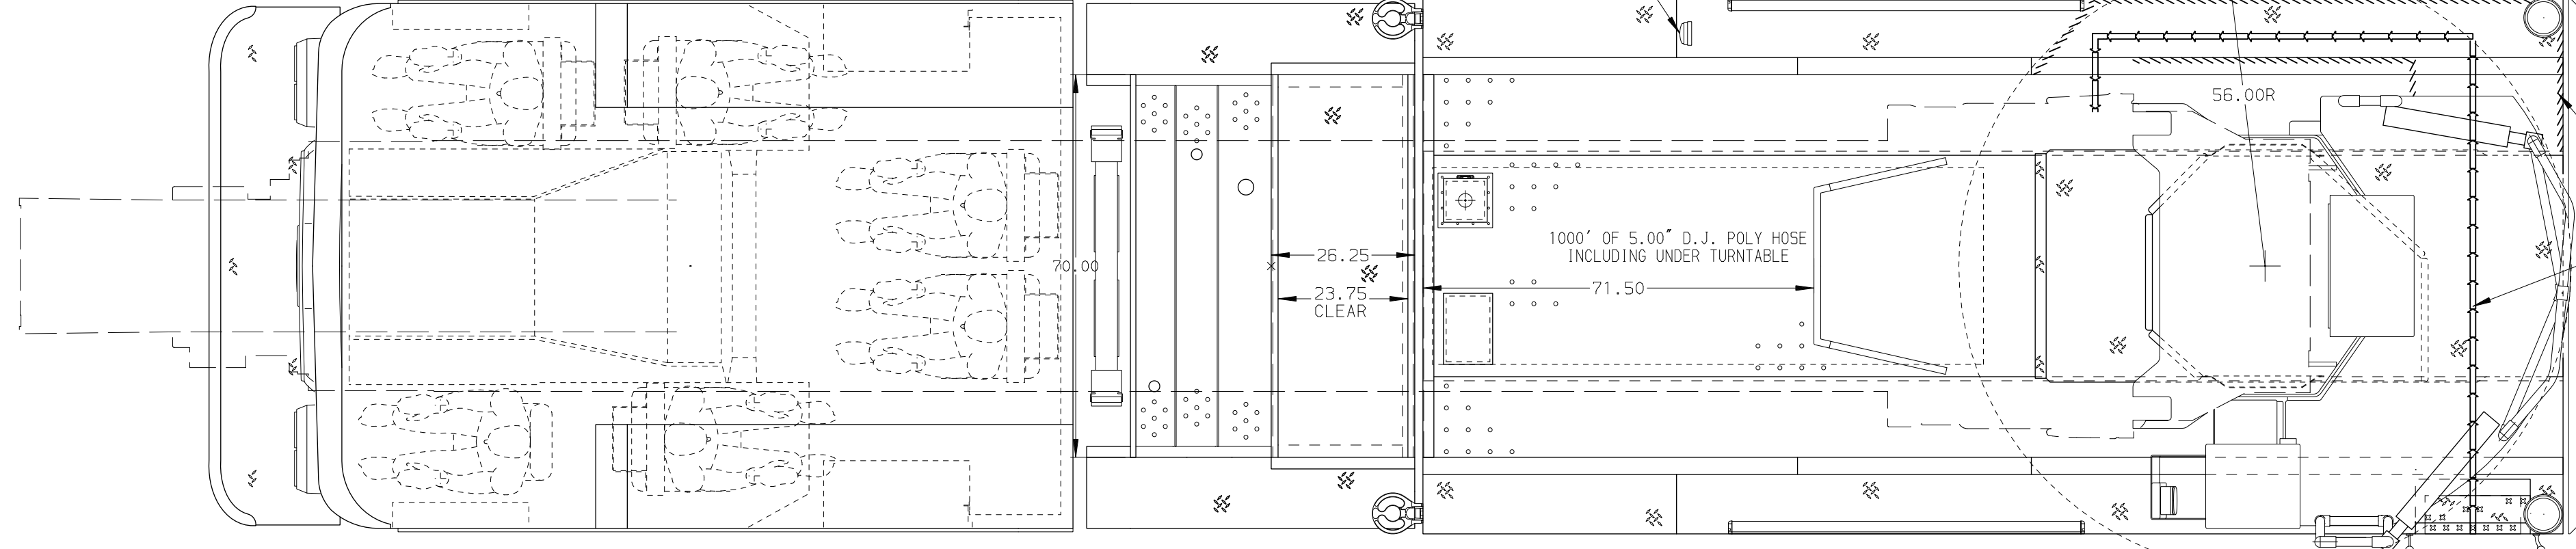 56.00R
1000' OF 5.00" D.J. POLY HOSE
INCLUDING UNDER TURNTABLE
70.00
26.25
71.50
23.75
CLEAR